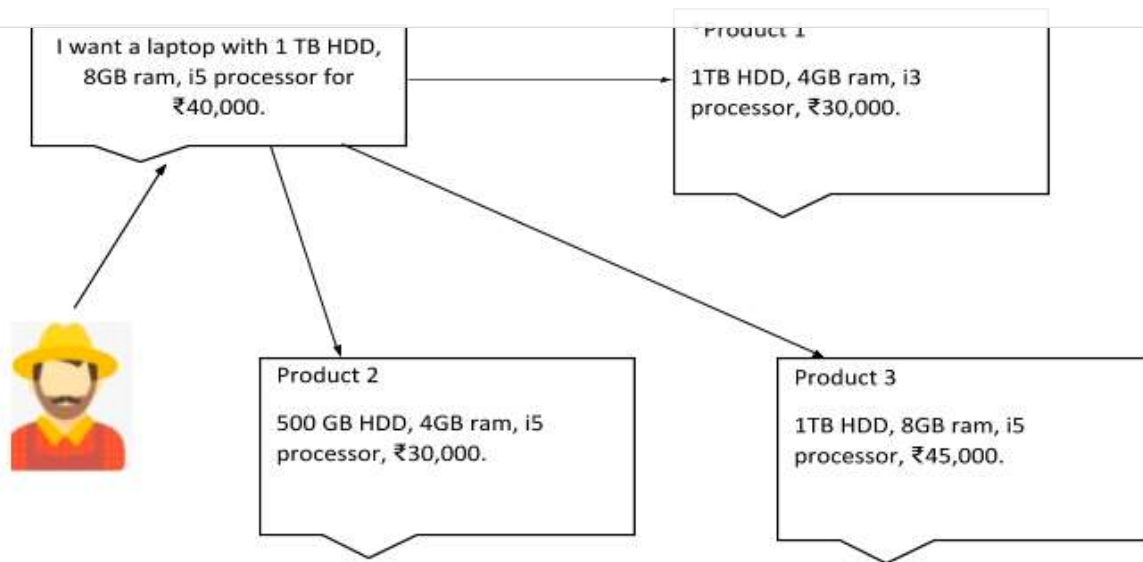 I want a laptop with 1 TB HDD,
8GB ram, i5 processor for
₹40,000.
*Product 1
1TB HDD, 4GB ram, i3
processor, ₹30,000.
Product 2
500 GB HDD, 4GB ram, i5
processor, ₹30,000.
Product 3
1TB HDD, 8GB ram, i5
processor, ₹45,000.